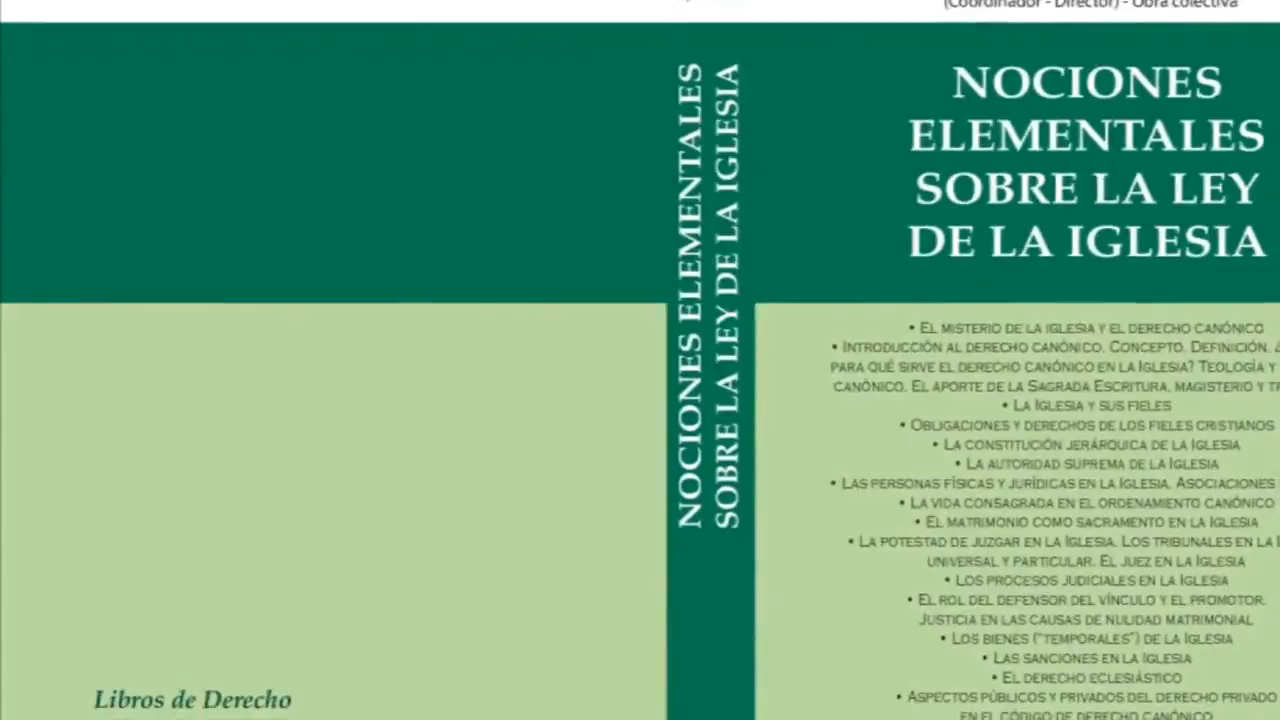 (Coordinador - Director) - Obra colectiva
NOCIONES
ELEMENTALES
SOBRE LA LEY
DE LA IGLESIA
NOCIONES ELEMENTALES
SOBRE LA LEY DE LA IGLESIA
• EL MISTERIO DE LA IGLESIA Y EL DERECHO CANÓNICO
• INTRODUCCIÓN AL DERECHO CANÓNICO. CONCEPTO. DEFINICIÓN. ¿
PARA QUÉ SIRVE EL DERECHO CANÓNICO EN LA IGLESIA? TEOLOGÍA Y
CANÓNICO. EL APORTE DE LA SAGRADA ESCRITURA, MAGISTERIO Y
• LA IGLESIA Y SUS FIELES
• OBLIGACIONES Y DERECHOS DE LOS FIELES CRISTIANOS
• LA CONSTITUCIÓN JERÁRQUICA DE LA IGLESIA
• LA AUTORIDAD SUPREMA DE LA IGLESIA
• LAS PERSONAS FÍSICAS Y JURÍDICAS EN LA IGLESIA. ASOCIACIONES
• LA VIDA CONSAGRADA EN EL ORDENAMIENTO CANÓNICO
• EL MATRIMONIO COMO SACRAMENTO EN LA IGLESIA
• LA POTESTAD DE JUZGAR EN LA IGLESIA. LOS TRIBUNALES EN LA
UNIVERSAL Y PARTICULAR. EL JUEZ EN LA IGLESIA
• LOS PROCESOS JUDICIALES EN LA IGLESIA
• EL ROL DEL DEFENSOR DEL VÍNCULO Y EL PROMOTOR.
JUSTICIA EN LAS CAUSAS DE NULIDAD MATRIMONIAL
• LOS BIENES ("TEMPORALES") DE LA IGLESIA
• LAS SANCIONES EN LA IGLESIA
• EL DERECHO ECLESIÁSTICO
• ASPECTOS PÚBLICOS Y PRIVADOS DEL DERECHO PRIVADO
EN EL CÓDIGO DE DERECHO CANÓNICO
Libros de Derecho